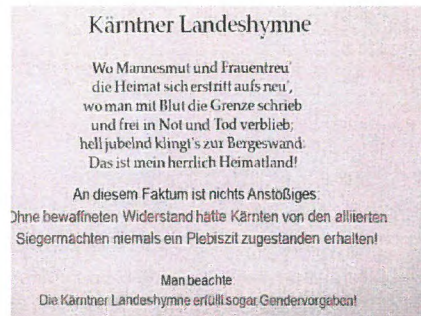 Kärntner Landeshymne
Wo Mannesmut und Frauentreu'
die Heimat sich erstritt aufs neu',
wo man mit Blut die Grenze schrieb
und frei in Not und Tod verblieb;
hell jubelnd klingt's zur Bergeswand:
Das ist mein herrlich Heimatland!
An diesem Faktum ist nichts Anstößiges:
Ohne bewaffneten Widerstand hätte Kärnten von den alliierten
Siegermächten niemals ein Plebiszit zugestanden erhalten!
Man beachte
Die Kärntner Landeshymne erfüllt sogar Gendervorgaben!